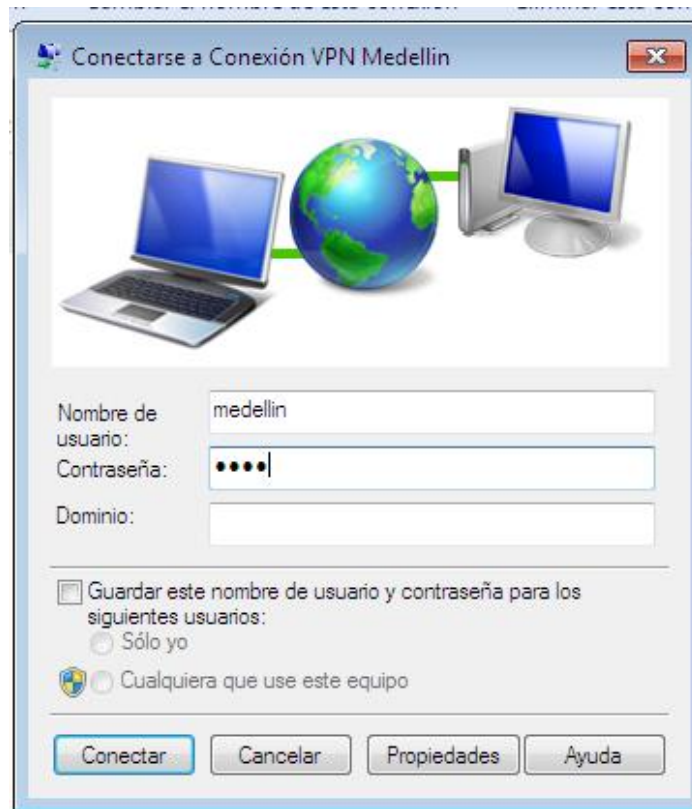 Conectarse a Conexión VPN Medellin
Nombre de
usuario:
medellin
Contraseña:
••••
Dominio:
Guardar este nombre de usuario y contraseña para los
siguientes usuarios:
Sólo yo
Cualquiera que use este equipo
Conectar
Cancelar
Propiedades
Ayuda